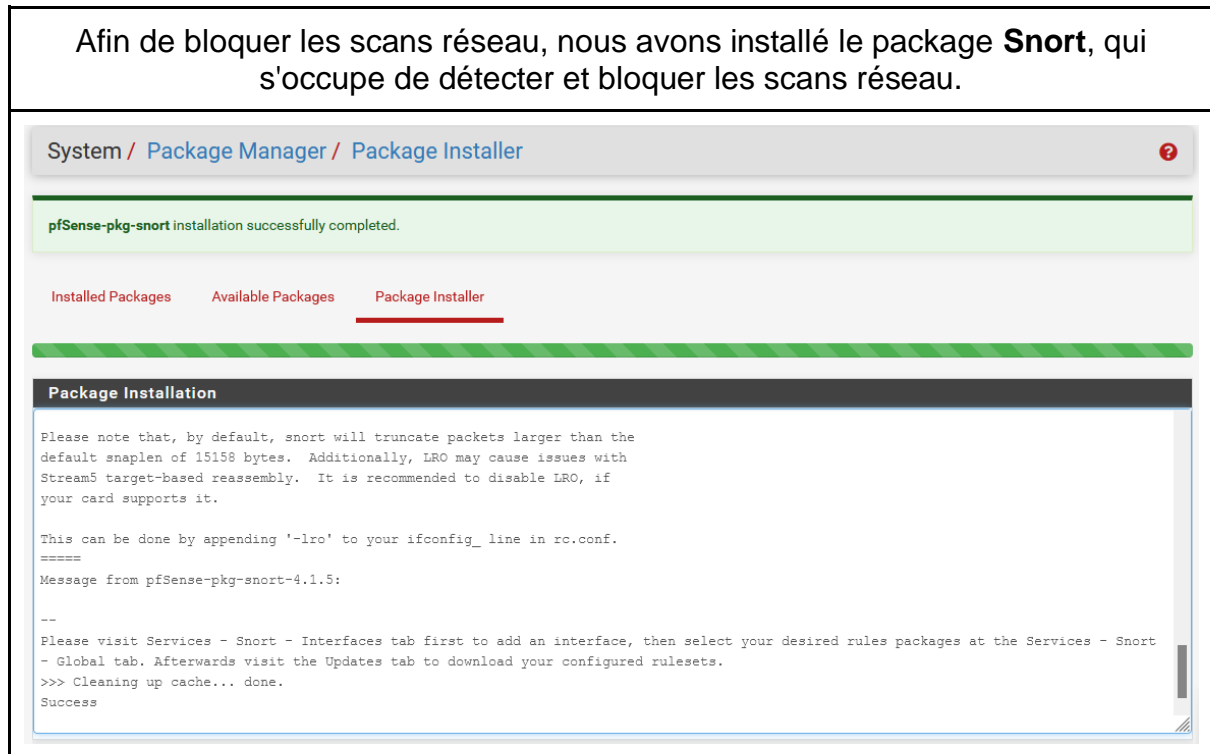 Afin de bloquer les scans réseau, nous avons installé le package Snort, qui
s'occupe de détecter et bloquer les scans réseau.
System / Package Manager / Package Installer
pfSense-pkg-snort installation successfully completed.
Installed Packages Available Packages Package Installer
Package Installation
Please note that, by default, snort will truncate packets larger than the
default snaplen of 15158 bytes. Additionally, LRO may cause issues with
Stream5 target-based reassembly. It is recommended to disable LRO, if
your card supports it.
This can be done by appending '-lro' to your ifconfig_ line in rc.conf.
=====
Message from pfSense-pkg-snort-4.1.5:
--
Please visit Services - Snort - Interfaces tab first to add an interface, then select your desired rules packages at the Services - Snort
- Global tab. Afterwards visit the Updates tab to download your configured rulesets.
>>> Cleaning up cache... done.
Success